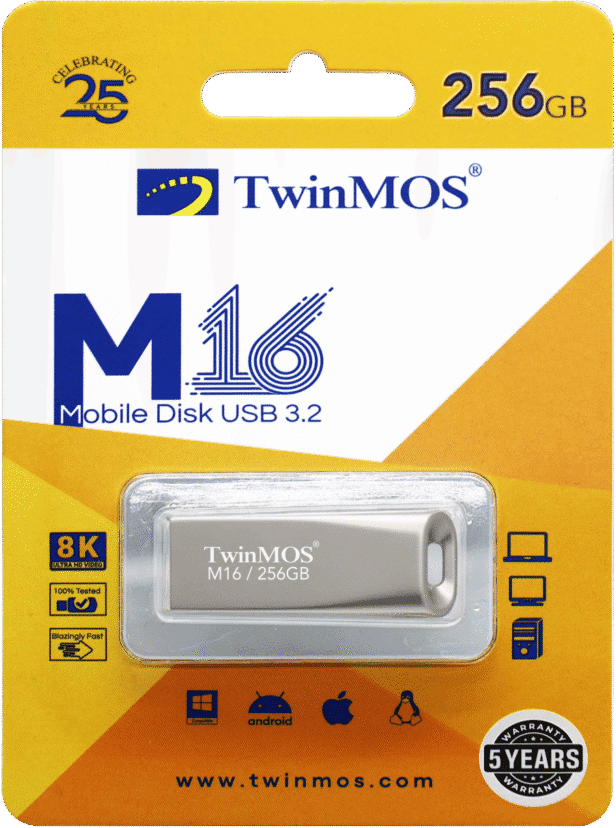 CELEBRATING
25
YEARS
256GB
TwinMOS®
M16
Mobile Disk USB 3.2
TwinMOS®
M16 / 256GB
8K
ULTRA HD VIDEO
100% Tested
Blazingly Fast
Compatible
android
www.twinmos.com
WARRANTY
5 YEARS
WARRANTY